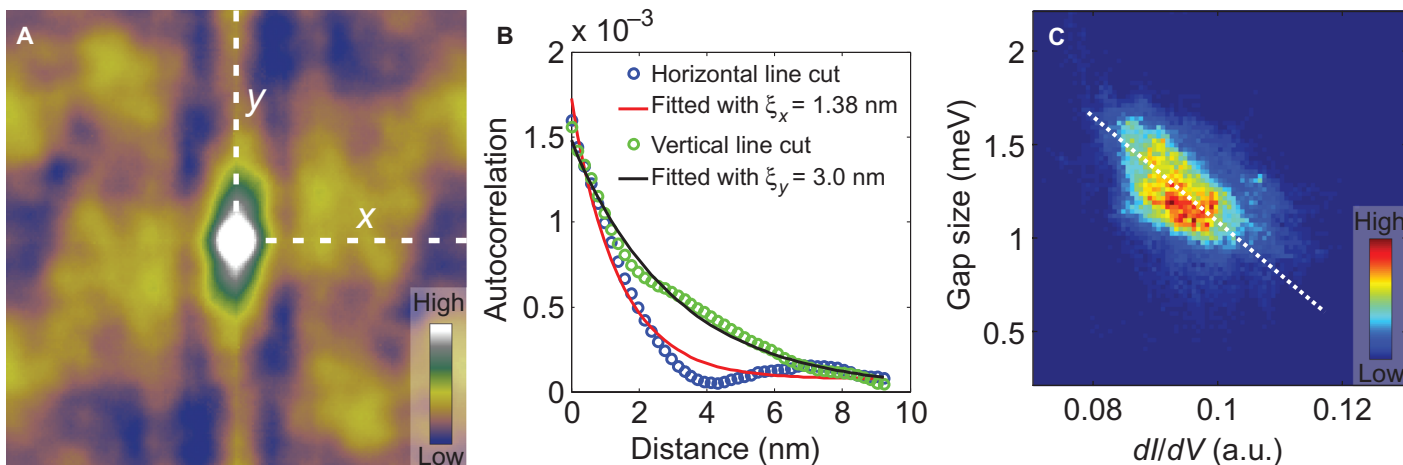 A
y
x
High
Low
B
× 10⁻³
2
1.5
1
0.5
0
Autocorrelation
Horizontal line cut
Fitted with ξₓ = 1.38 nm
Vertical line cut
Fitted with ξᵧ = 3.0 nm
0 2 4 6 8 10
Distance (nm)
C
Gap size (meV)
2
1.5
1
0.5
High
Low
0.08 0.1 0.12
dI/dV (a.u.)